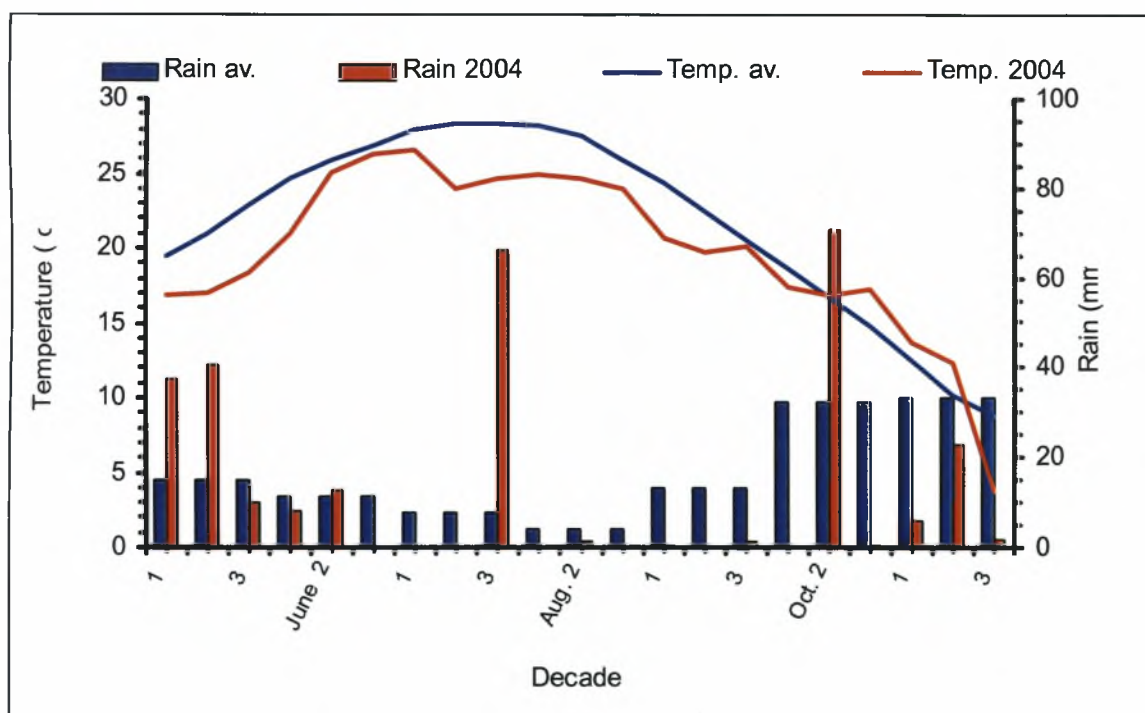 Rain av. Rain 2004 Temp. av. Temp. 2004
30 100
25 80
20 60
15 40
10 20
5 0
0
Temperature (c
Rain (mm
1 3 June 2 1 3 Aug. 2 1 3 Oct. 2 1 3
Decade